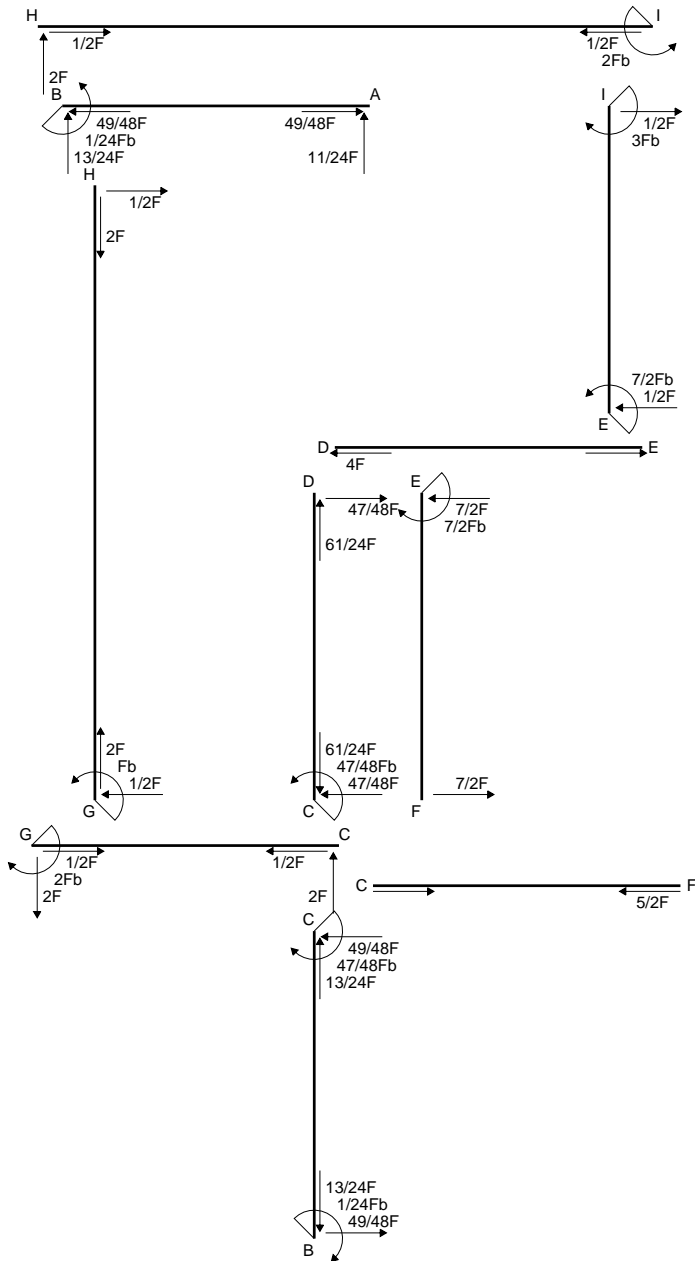 H
I
1/2F
1/2F
2Fb
2F
B
A
I
49/48F
49/48F
1/2F
1/24Fb
3Fb
13/24F
11/24F
H
1/2F
2F
7/2Fb
1/2F
E
D
E
4F
D
E
47/48F
7/2F
7/2Fb
61/24F
2F
Fb
1/2F
G
61/24F
47/48Fb
47/48F
C
7/2F
F
G
C
1/2F
1/2F
2Fb
2F
2F
C
F
5/2F
C
49/48F
47/48Fb
13/24F
13/24F
1/24Fb
49/48F
B